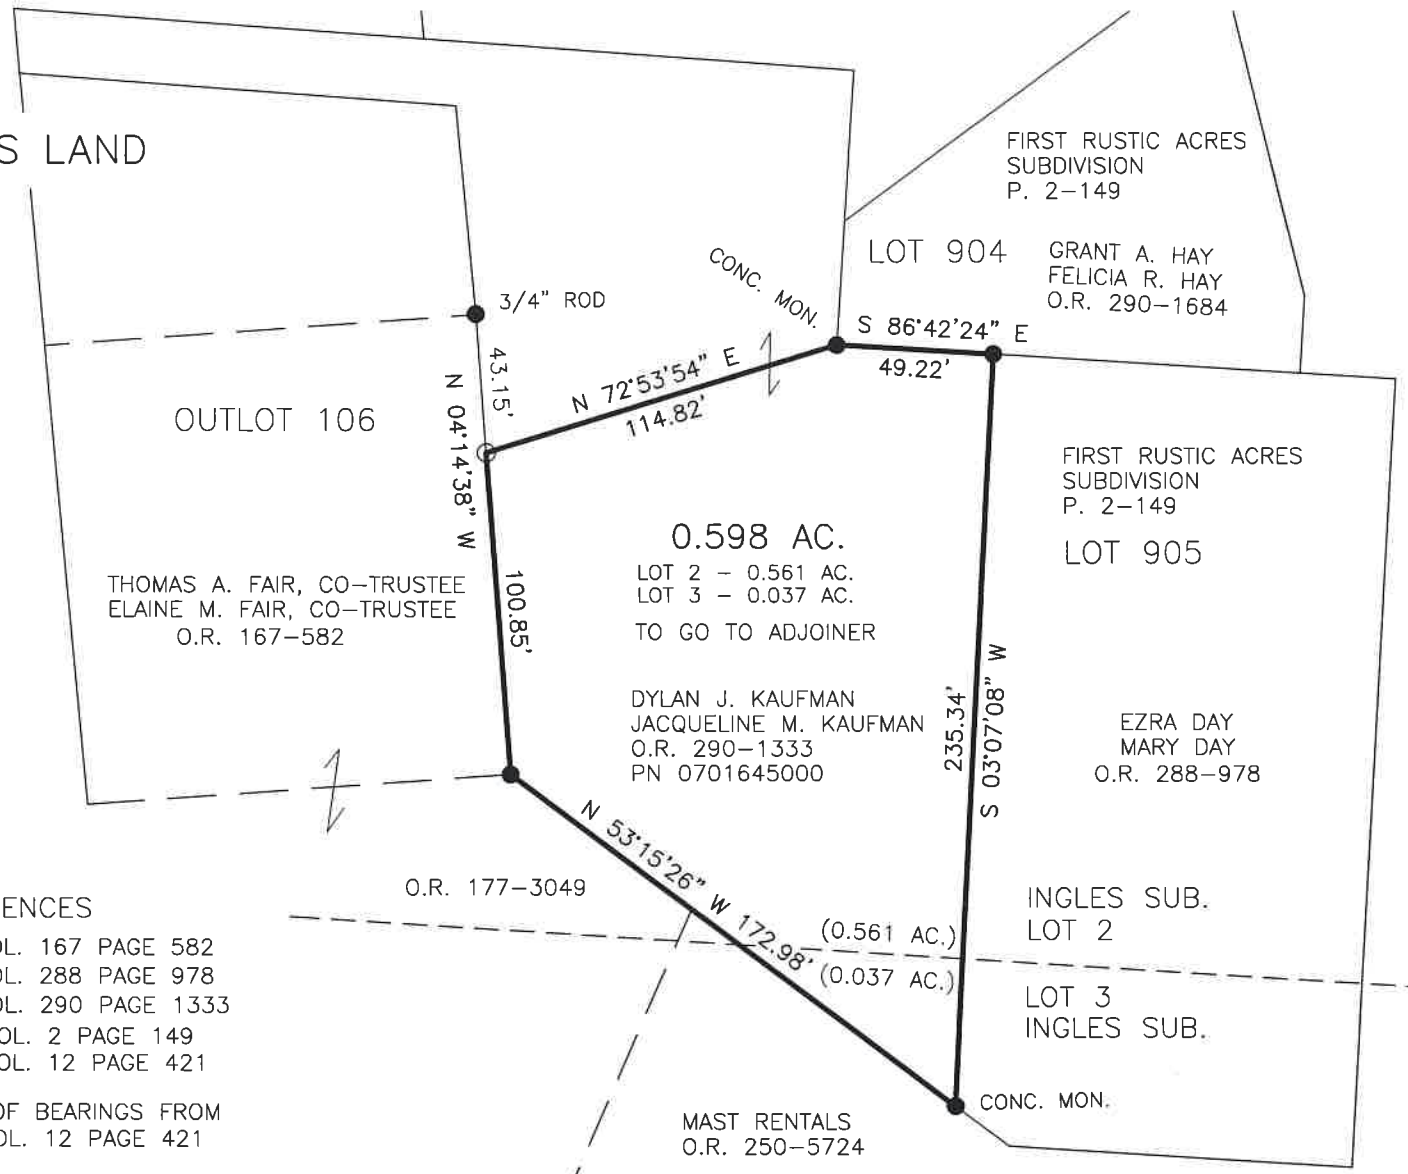 S LAND
FIRST RUSTIC ACRES
SUBDIVISION
P. 2-149
LOT 904
GRANT A. HAY
FELICIA R. HAY
O.R. 290-1684
CONC. MON.
3/4" ROD
S 86°42'24" E
49.22'
43.15'
N 04°14'38" W
N 72°53'54" E
114.82'
OUTLOT 106
FIRST RUSTIC ACRES
SUBDIVISION
P. 2-149
LOT 905
0.598 AC.
LOT 2 - 0.561 AC.
LOT 3 - 0.037 AC.
TO GO TO ADJOINER
THOMAS A. FAIR, CO-TRUSTEE
ELAINE M. FAIR, CO-TRUSTEE
O.R. 167-582
100.85'
DYLAN J. KAUFMAN
JACQUELINE M. KAUFMAN
O.R. 290-1333
PN 0701645000
235.34'
S 03°07'08" W
EZRA DAY
MARY DAY
O.R. 288-978
N 53°15'26" W 172.98'
O.R. 177-3049
(0.561 AC.)
(0.037 AC.)
INGLES SUB.
LOT 2
LOT 3
INGLES SUB.
ENCES
OL. 167 PAGE 582
OL. 288 PAGE 978
OL. 290 PAGE 1333
OL. 2 PAGE 149
OL. 12 PAGE 421
OF BEARINGS FROM
OL. 12 PAGE 421
CONC. MON.
MAST RENTALS
O.R. 250-5724